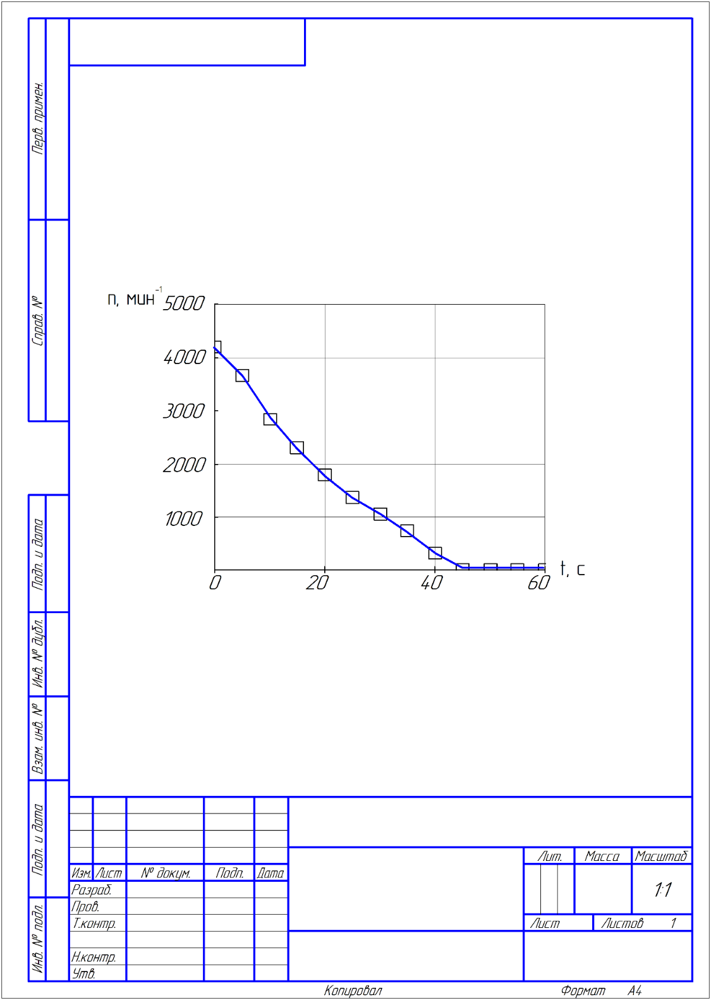 Перв. примен.
Справ. №
Подп. и дата
Инв. № дубл.
Взам. инв. №
Подп. и дата
Инв. № подл.
п, мин⁻¹
5000
4000
3000
2000
1000
0 20 40 60
t, с
Лит. Масса Масштаб
Изм. Лист № докум. Подп. Дата
1:1
Разраб.
Пров.
Т.контр.
Лист Листов 1
Н.контр.
Утв.
Копировал Формат А4